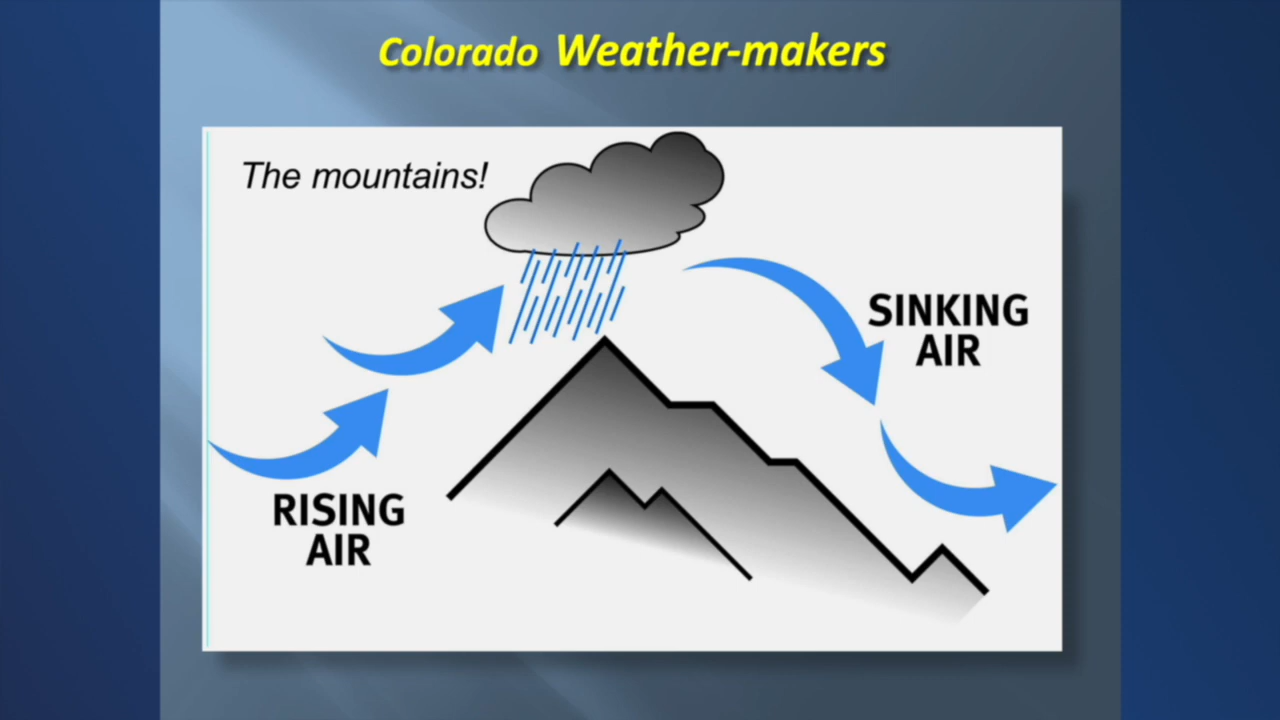 Colorado Weather-makers
The mountains!
SINKING
AIR
RISING
AIR